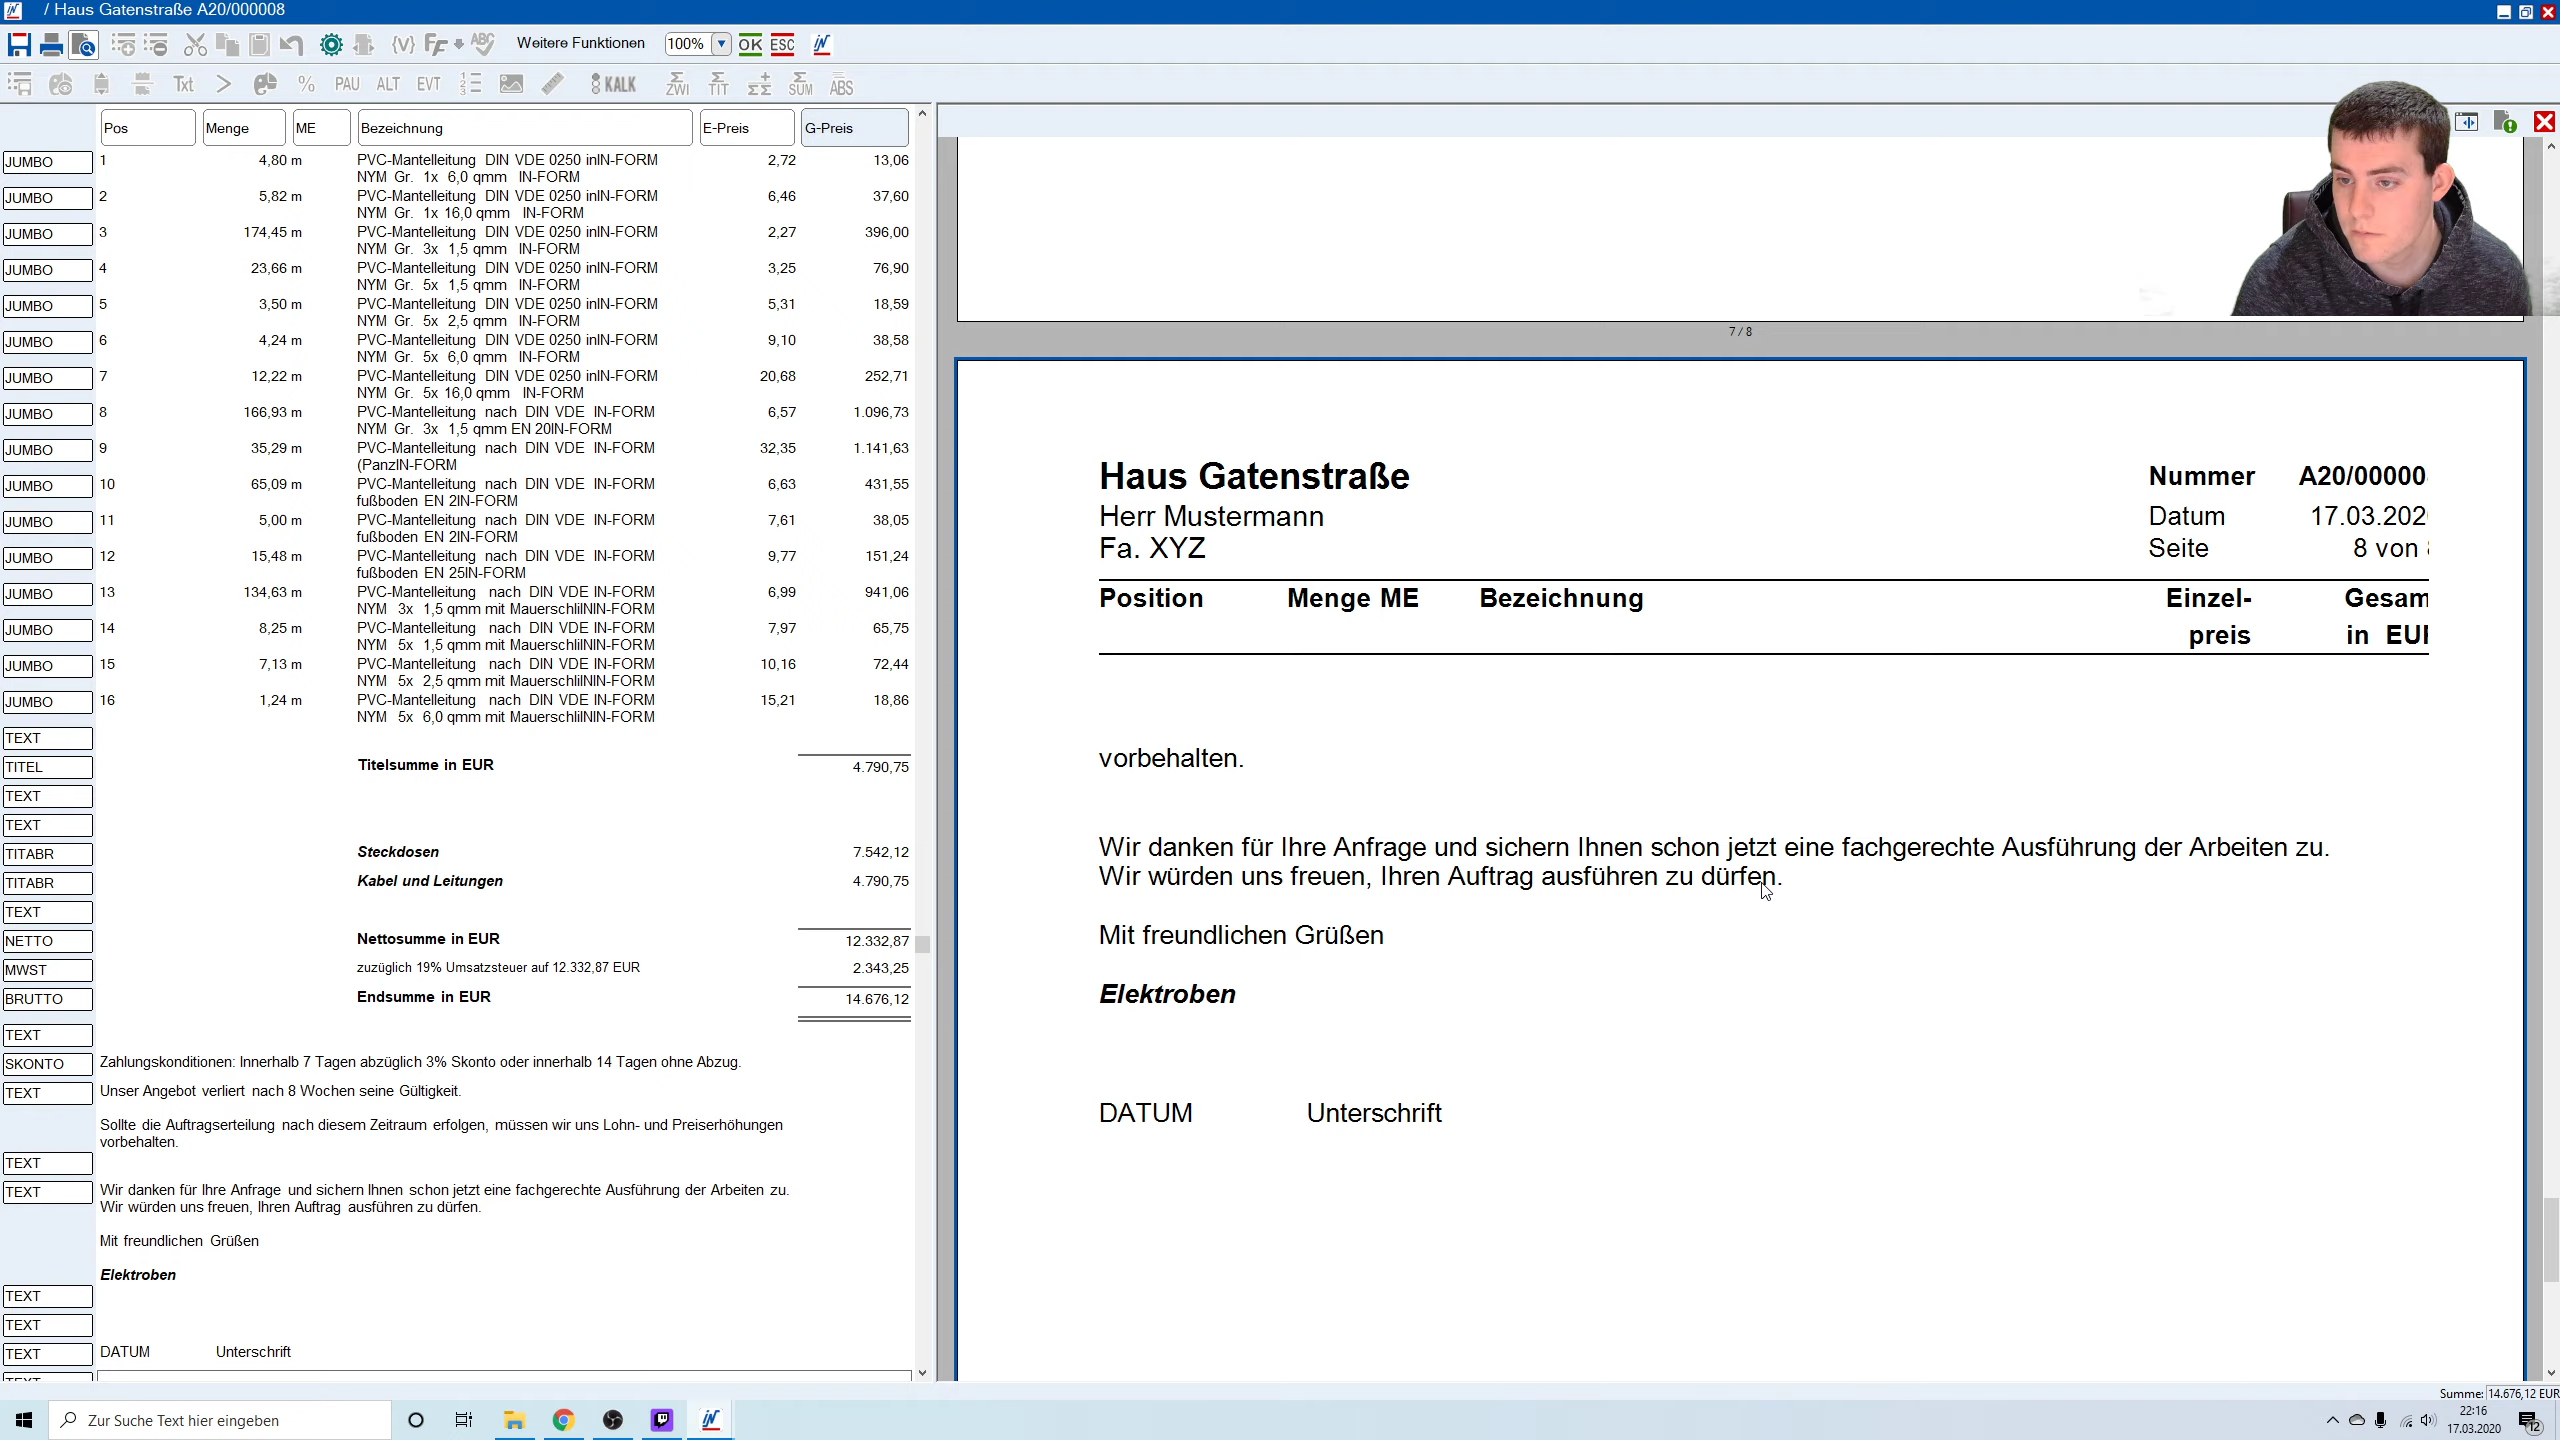 / Haus Gatenstraße A20/000008
Weitere Funktionen 100% OK ESC
Txt % PAU ALT EVT KALK ZWI TIT SUM ABS
Pos Menge ME Bezeichnung E-Preis G-Preis
JUMBO 1 4,80 m PVC-Mantelleitung DIN VDE 0250 inIN-FORM 2,72 13,06
NYM Gr. 1x 6,0 qmm IN-FORM
JUMBO 2 5,82 m PVC-Mantelleitung DIN VDE 0250 inIN-FORM 6,46 37,60
NYM Gr. 1x 16,0 qmm IN-FORM
JUMBO 3 174,45 m PVC-Mantelleitung DIN VDE 0250 inIN-FORM 2,27 396,00
NYM Gr. 3x 1,5 qmm IN-FORM
JUMBO 4 23,66 m PVC-Mantelleitung DIN VDE 0250 inIN-FORM 3,25 76,90
NYM Gr. 5x 1,5 qmm IN-FORM
JUMBO 5 3,50 m PVC-Mantelleitung DIN VDE 0250 inIN-FORM 5,31 18,59
NYM Gr. 5x 2,5 qmm IN-FORM
JUMBO 6 4,24 m PVC-Mantelleitung DIN VDE 0250 inIN-FORM 9,10 38,58
NYM Gr. 5x 6,0 qmm IN-FORM
JUMBO 7 12,22 m PVC-Mantelleitung DIN VDE 0250 inIN-FORM 20,68 252,71
NYM Gr. 5x 16,0 qmm IN-FORM
JUMBO 8 166,93 m PVC-Mantelleitung nach DIN VDE IN-FORM 6,57 1.096,73
NYM Gr. 3x 1,5 qmm EN 20IN-FORM
JUMBO 9 35,29 m PVC-Mantelleitung nach DIN VDE IN-FORM 32,35 1.141,63
(PanzIN-FORM
JUMBO 10 65,09 m PVC-Mantelleitung nach DIN VDE IN-FORM 6,63 431,55
fußboden EN 2IN-FORM
JUMBO 11 5,00 m PVC-Mantelleitung nach DIN VDE IN-FORM 7,61 38,05
fußboden EN 2IN-FORM
JUMBO 12 15,48 m PVC-Mantelleitung nach DIN VDE IN-FORM 9,77 151,24
fußboden EN 25IN-FORM
JUMBO 13 134,63 m PVC-Mantelleitung nach DIN VDE IN-FORM 6,99 941,06
NYM 3x 1,5 qmm mit MauerschliININ-FORM
JUMBO 14 8,25 m PVC-Mantelleitung nach DIN VDE IN-FORM 7,97 65,75
NYM 5x 1,5 qmm mit MauerschliININ-FORM
JUMBO 15 7,13 m PVC-Mantelleitung nach DIN VDE IN-FORM 10,16 72,44
NYM 5x 2,5 qmm mit MauerschliININ-FORM
JUMBO 16 1,24 m PVC-Mantelleitung nach DIN VDE IN-FORM 15,21 18,86
NYM 5x 6,0 qmm mit MauerschliININ-FORM
TEXT
TITEL Titelsumme in EUR 4.790,75
TEXT
TEXT
TITABR Steckdosen 7.542,12
TITABR Kabel und Leitungen 4.790,75
TEXT
NETTO Nettosumme in EUR 12.332,87
MWST zuzüglich 19% Umsatzsteuer auf 12.332,87 EUR 2.343,25
BRUTTO Endsumme in EUR 14.676,12
TEXT
SKONTO Zahlungskonditionen: Innerhalb 7 Tagen abzüglich 3% Skonto oder innerhalb 14 Tagen ohne Abzug.
TEXT Unser Angebot verliert nach 8 Wochen seine Gültigkeit.
Sollte die Auftragserteilung nach diesem Zeitraum erfolgen, müssen wir uns Lohn- und Preiserhöhungen
vorbehalten.
TEXT
TEXT Wir danken für Ihre Anfrage und sichern Ihnen schon jetzt eine fachgerechte Ausführung der Arbeiten zu.
Wir würden uns freuen, Ihren Auftrag ausführen zu dürfen.
Mit freundlichen Grüßen
Elektroben
TEXT
TEXT
TEXT DATUM Unterschrift
7 / 8
Haus Gatenstraße Nummer A20/00000
Herr Mustermann Datum 17.03.202
Fa. XYZ Seite 8 von
Position Menge ME Bezeichnung Einzel- Gesam
preis in EU
vorbehalten.
Wir danken für Ihre Anfrage und sichern Ihnen schon jetzt eine fachgerechte Ausführung der Arbeiten zu.
Wir würden uns freuen, Ihren Auftrag ausführen zu dürfen.
Mit freundlichen Grüßen
Elektroben
DATUM Unterschrift
Summe: 14.676,12 EUR
Zur Suche Text hier eingeben
22:16
17.03.2020
12